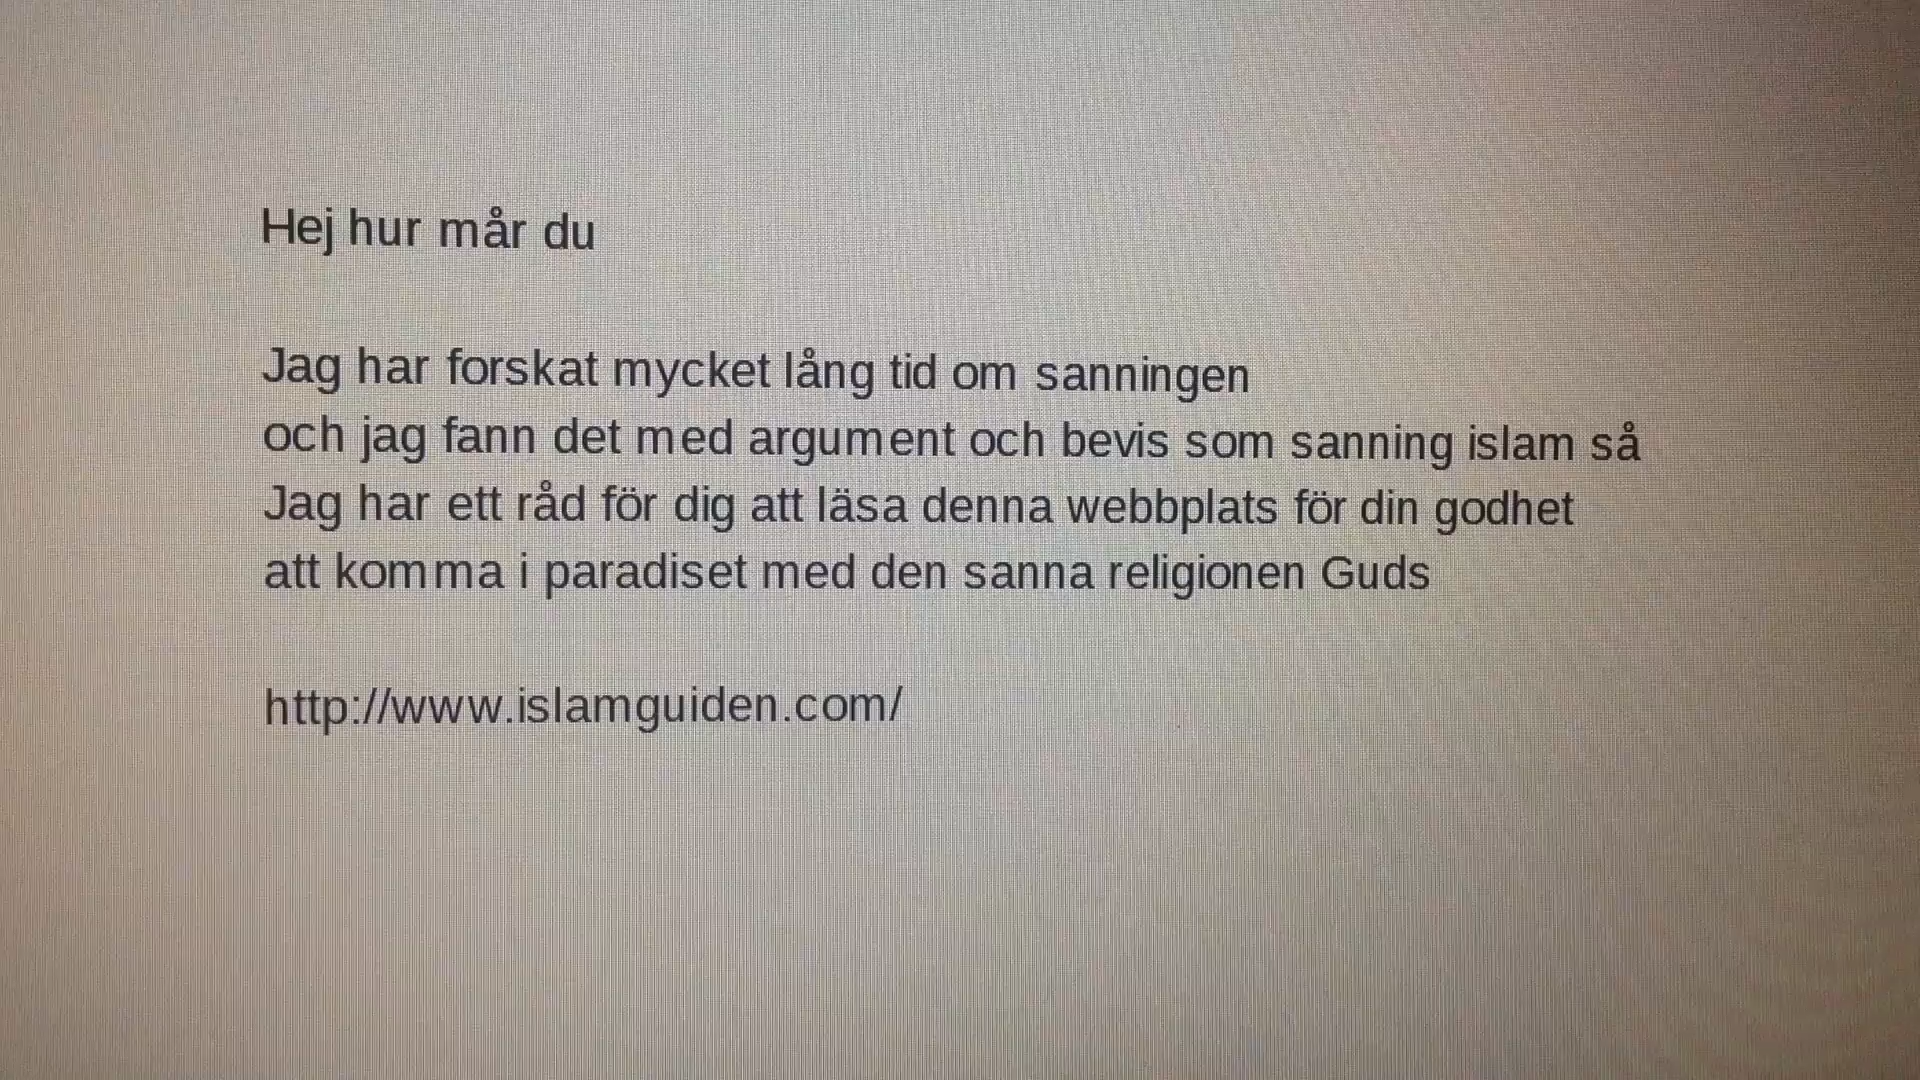 Hej hur mår du
Jag har forskat mycket lång tid om sanningen
och jag fann det med argument och bevis som sanning islam så
Jag har ett råd för dig att läsa denna webbplats för din godhet
att komma i paradiset med den sanna religionen Guds
http://www.islamguiden.com/